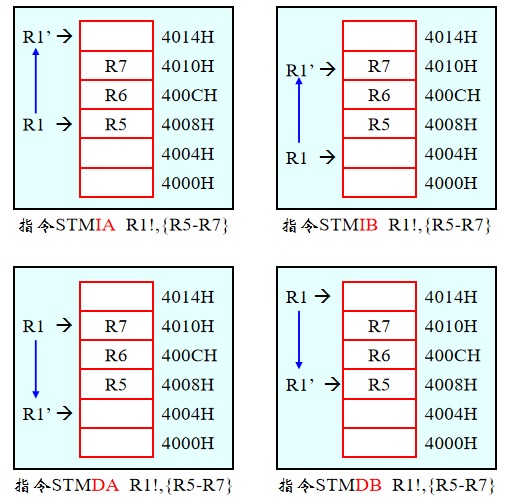 R1’ → 4014H
R7 4010H
R6 400CH
R1 → R5 4008H
4004H
4000H
指令STMIA R1!,{R5-R7}
4014H
R1’ → R7 4010H
R6 400CH
R5 4008H
R1 → 4004H
4000H
指令STMIB R1!,{R5-R7}
4014H
R1 → R7 4010H
R6 400CH
R5 4008H
R1’ → 4004H
4000H
指令STMDA R1!,{R5-R7}
R1 → 4014H
R7 4010H
R6 400CH
R1’ → R5 4008H
4004H
4000H
指令STMDB R1!,{R5-R7}